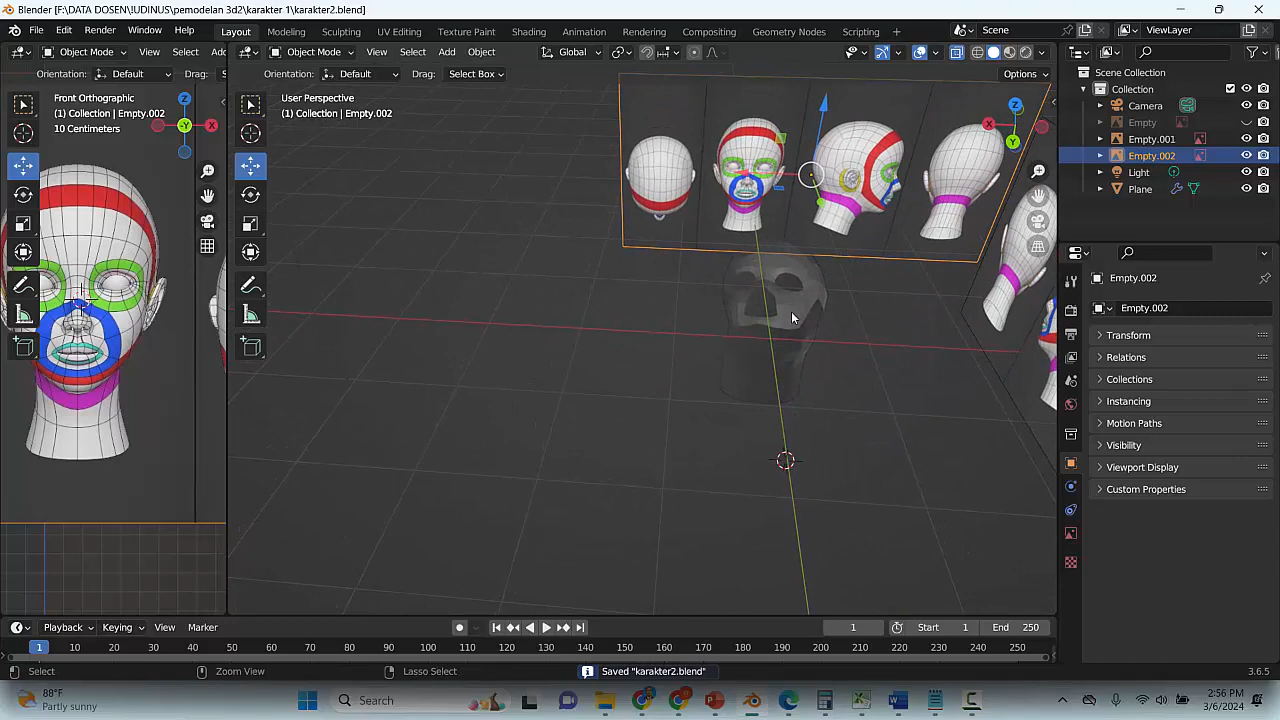 Blender [F:\DATA DOSEN\!UDINUS\pemodelan 3d2\karakter 1\karakter2.blend]
File Edit Render Window Help Layout Modeling Sculpting UV Editing Texture Paint Shading Animation Rendering Compositing Geometry Nodes Scripting + Scene ViewLayer
Object Mode View Select Add Object Mode View Select Add Object Global
Orientation: Default Drag: Orientation: Default Drag: Select Box Options
Front Orthographic
(1) Collection | Empty.002
10 Centimeters
User Perspective
(1) Collection | Empty.002
Z
Y
X
Z
X
Y
Scene Collection
Collection
Camera
Empty
Empty.001
Empty.002
Light
Plane
Empty.002
Empty.002
Transform
Relations
Collections
Instancing
Motion Paths
Visibility
Viewport Display
Custom Properties
Playback Keying View Marker 1 Start 1 End 250
1 10 20 30 40 50 60 70 80 90 100 110 120 130 140 150 160 170 180 190 200 210 220 230 240 250
Select Zoom View Lasso Select Saved "karakter2.blend" 3.6.5
88°F
Partly sunny
Search
2:56 PM
3/6/2024